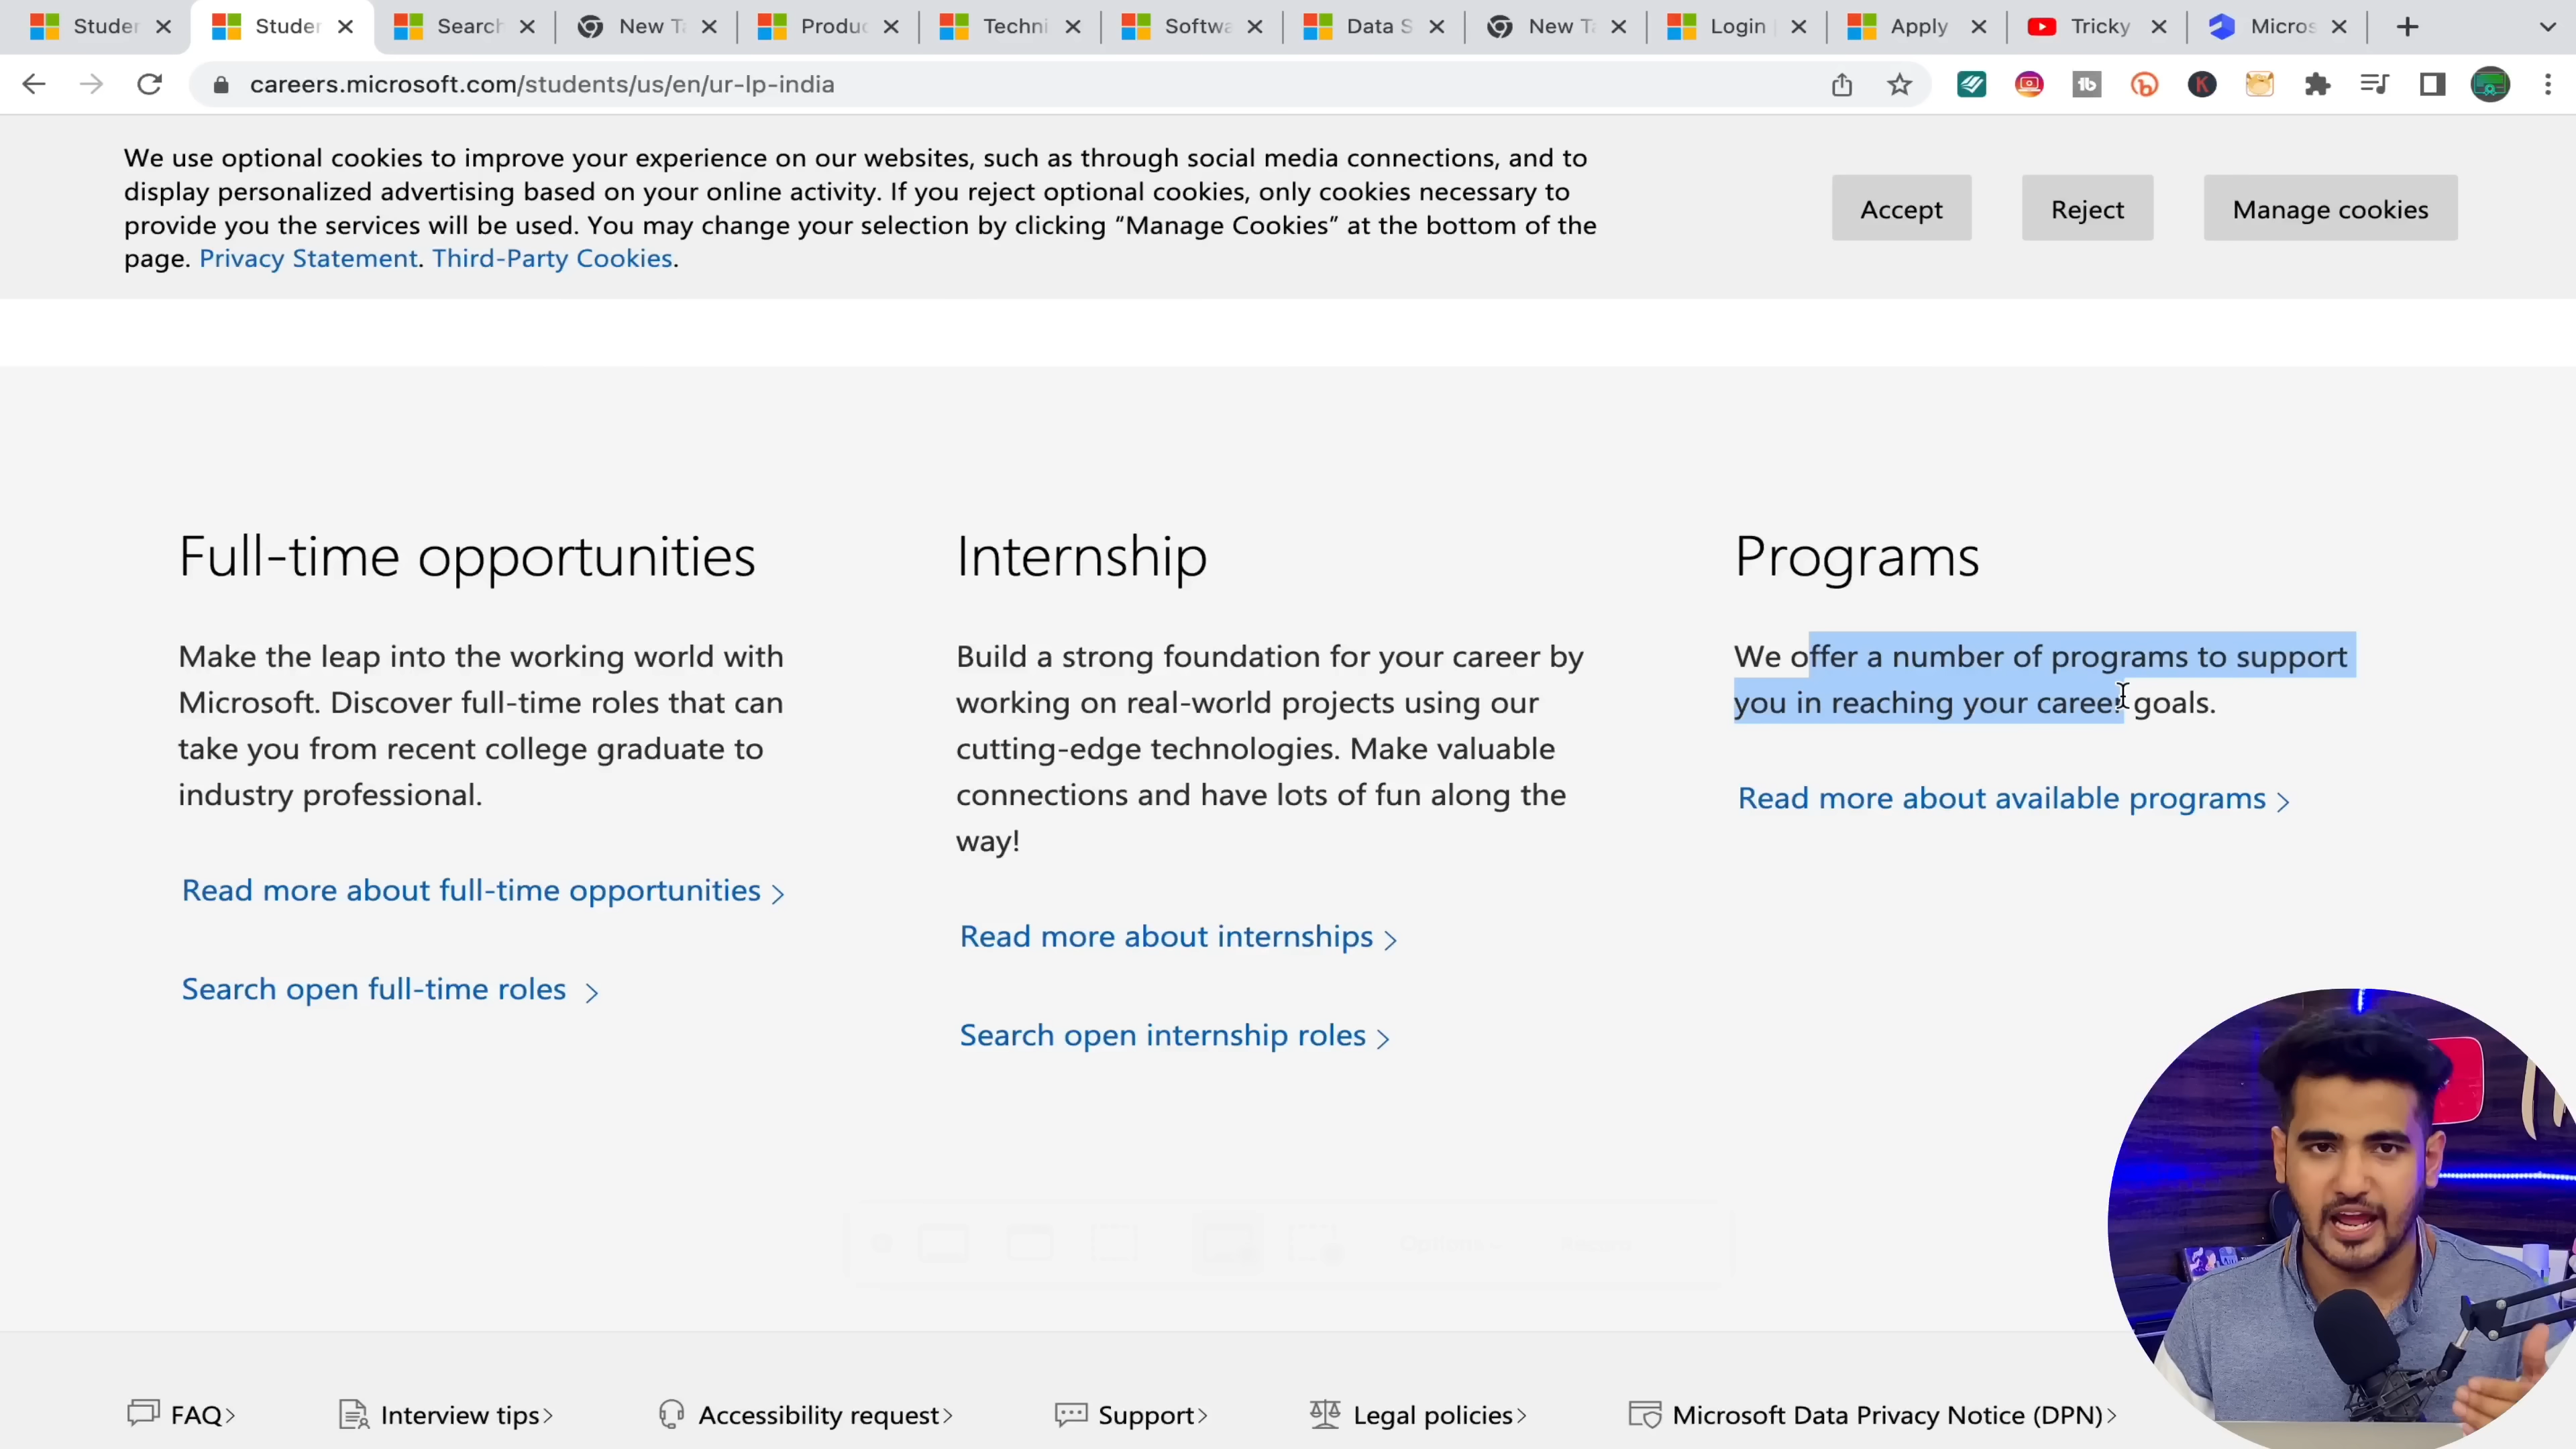 Studer
Studer
Search
New Ta
Produc
Techni
Softwa
Data S
New Ta
Login
Apply
Tricky
Micros
careers.microsoft.com/students/us/en/ur-lp-india
We use optional cookies to improve your experience on our websites, such as through social media connections, and to
display personalized advertising based on your online activity. If you reject optional cookies, only cookies necessary to
provide you the services will be used. You may change your selection by clicking “Manage Cookies” at the bottom of the
page. Privacy Statement. Third-Party Cookies.
Accept
Reject
Manage cookies
Full-time opportunities
Make the leap into the working world with
Microsoft. Discover full-time roles that can
take you from recent college graduate to
industry professional.
Read more about full-time opportunities
Search open full-time roles
Internship
Build a strong foundation for your career by
working on real-world projects using our
cutting-edge technologies. Make valuable
connections and have lots of fun along the
way!
Read more about internships
Search open internship roles
Programs
We offer a number of programs to support
you in reaching your career goals.
Read more about available programs
FAQ
Interview tips
Accessibility request
Support
Legal policies
Microsoft Data Privacy Notice (DPN)